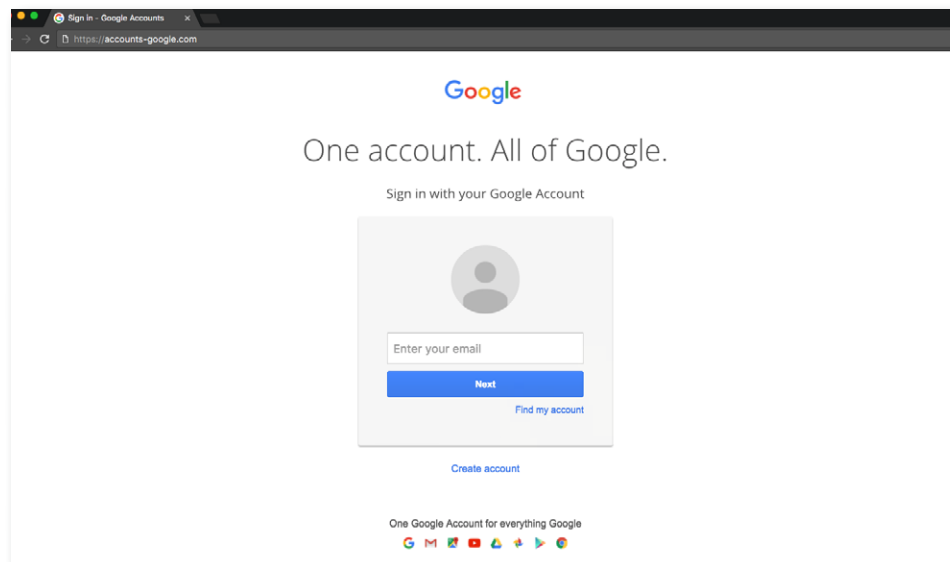 Sign in - Google Accounts
https://accounts-google.com
Google
One account. All of Google.
Sign in with your Google Account
Enter your email
Next
Find my account
Create account
One Google Account for everything Google